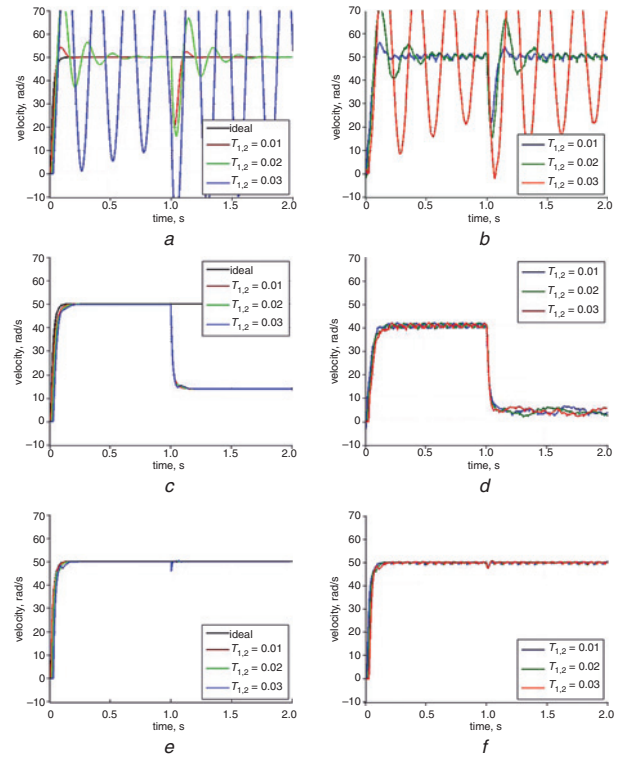 70
60
50
40
30
20
10
0
–10
velocity, rad/s
0
0.5
1.0
1.5
2.0
time, s
ideal
T1,2 = 0.01
T1,2 = 0.02
T1,2 = 0.03
a
70
60
50
40
30
20
10
0
–10
velocity, rad/s
0
0.5
1.0
1.5
2.0
time, s
T1,2 = 0.01
T1,2 = 0.02
T1,2 = 0.03
b
70
60
50
40
30
20
10
0
–10
velocity, rad/s
0
0.5
1.0
1.5
2.0
time, s
ideal
T1,2 = 0.01
T1,2 = 0.02
T1,2 = 0.03
c
70
60
50
40
30
20
10
0
–10
velocity, rad/s
0
0.5
1.0
1.5
2.0
time, s
T1,2 = 0.01
T1,2 = 0.02
T1,2 = 0.03
d
70
60
50
40
30
20
10
0
–10
velocity, rad/s
0
0.5
1.0
1.5
2.0
time, s
ideal
T1,2 = 0.01
T1,2 = 0.02
T1,2 = 0.03
e
70
60
50
40
30
20
10
0
–10
velocity, rad/s
0
0.5
1.0
1.5
2.0
time, s
T1,2 = 0.01
T1,2 = 0.02
T1,2 = 0.03
f